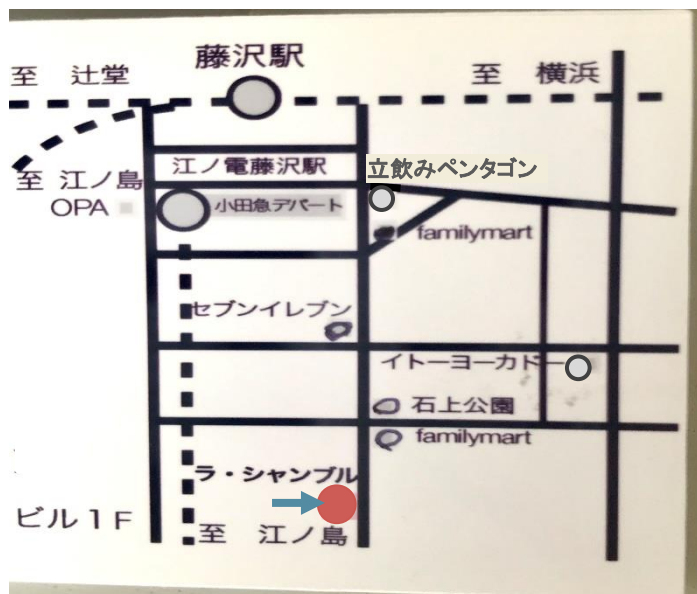 藤沢駅
至 辻堂
至 横浜
江ノ電藤沢駅
立飲みペンタゴン
至 江ノ島
OPA
小田急デパート
familymart
セブンイレブン
イトーヨーカドー
石上公園
familymart
ラ・シャンブル
ビル1F
至 江ノ島